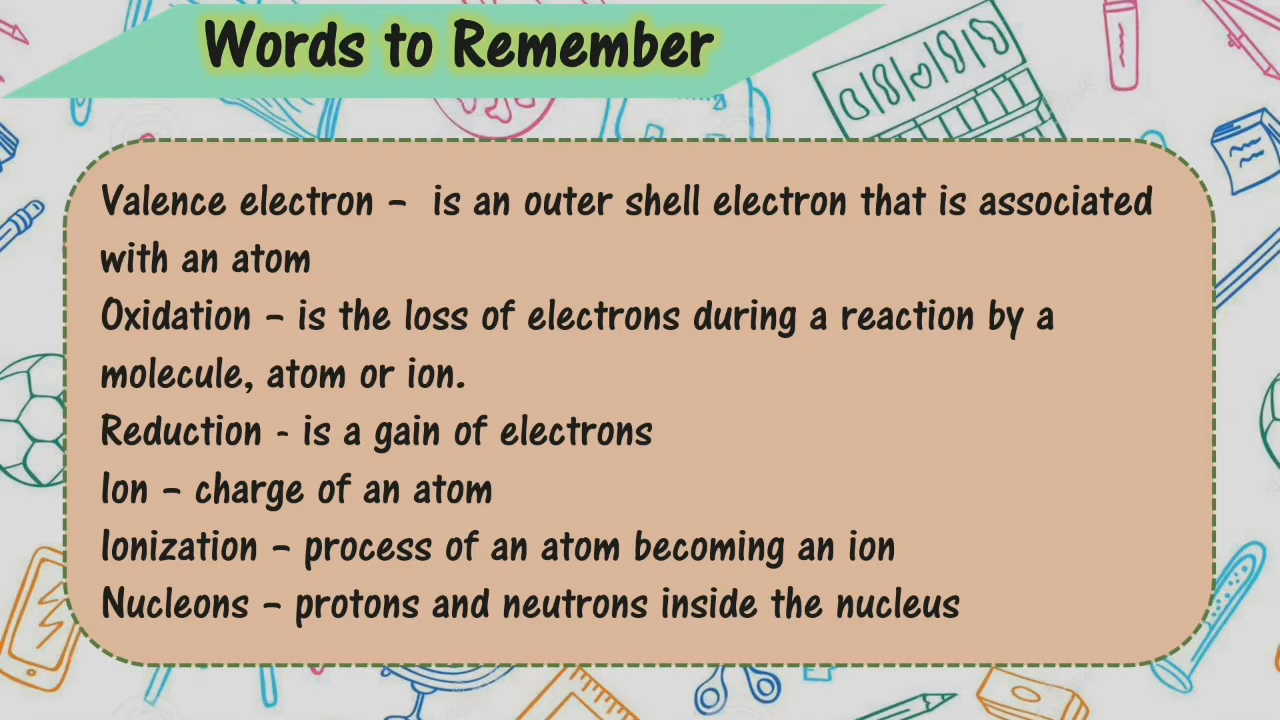 Words to Remember
Valence electron – is an outer shell electron that is associated
with an atom
Oxidation – is the loss of electrons during a reaction by a
molecule, atom or ion.
Reduction - is a gain of electrons
Ion – charge of an atom
Ionization – process of an atom becoming an ion
Nucleons – protons and neutrons inside the nucleus